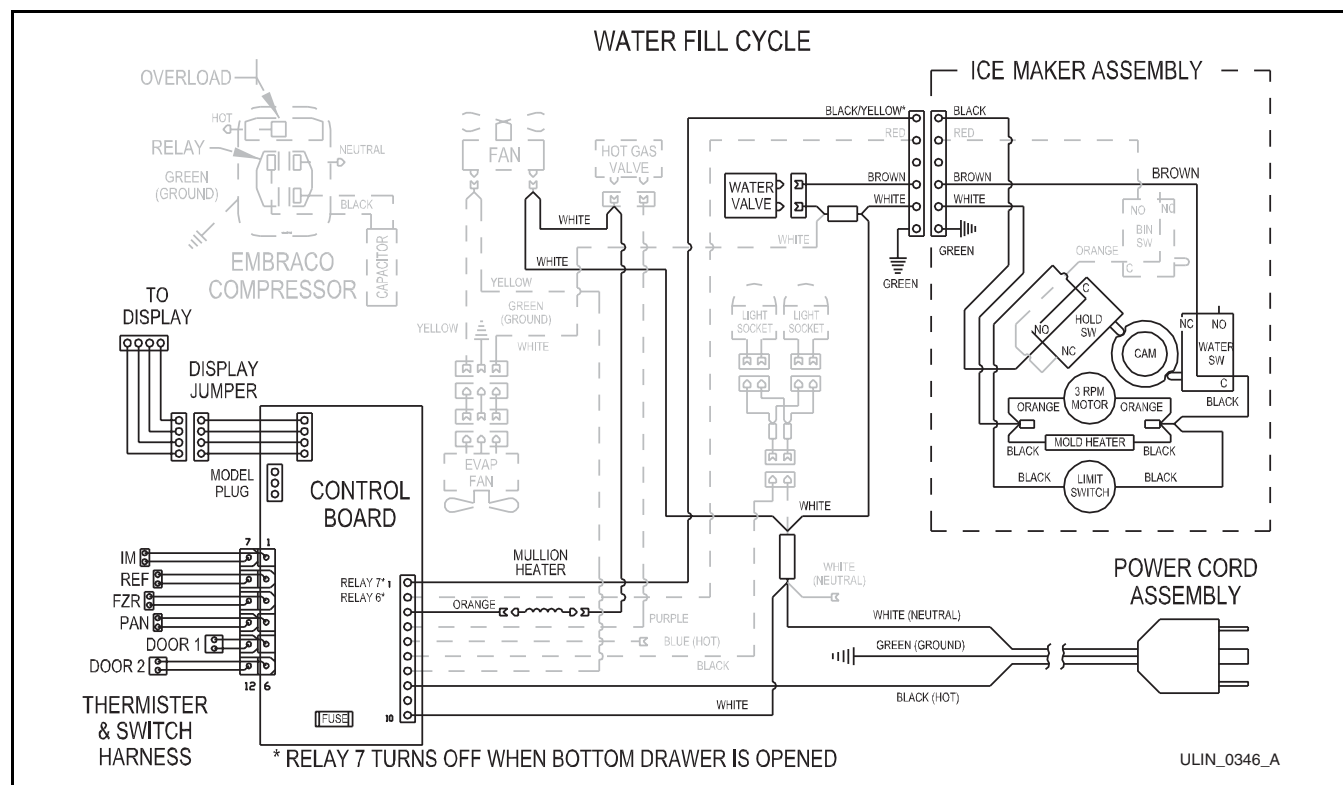 WATER FILL CYCLE
OVERLOAD
HOT
RELAY
NEUTRAL
GREEN
(GROUND)
BLACK
CAPACITOR
EMBRACO
COMPRESSOR
FAN
HOT GAS
VALVE
WHITE
WHITE
WHITE
YELLOW
GREEN
(GROUND)
YELLOW
WHITE
EVAP
FAN
ICE MAKER ASSEMBLY
BLACK/YELLOW*
BLACK
RED
RED
WATER
VALVE
BROWN
BROWN
BROWN
WHITE
WHITE
GREEN
GREEN
NO
NC
BIN
SW
C
ORANGE
C
HOLD
SW
NO
NC
CAM
NC
NO
WATER
SW
C
BLACK
3 RPM
MOTOR
ORANGE
ORANGE
MOLD HEATER
BLACK
BLACK
BLACK
LIMIT
SWITCH
BLACK
LIGHT
SOCKET
LIGHT
SOCKET
WHITE
TO
DISPLAY
DISPLAY
JUMPER
MODEL
PLUG
CONTROL
BOARD
7
1
IM
REF
FZR
PAN
DOOR 1
DOOR 2
12
6
THERMISTER
& SWITCH
HARNESS
FUSE
RELAY 7*
1
RELAY 6*
10
MULLION
HEATER
ORANGE
PURPLE
BLUE (HOT)
BLACK
WHITE
WHITE
(NEUTRAL)
WHITE (NEUTRAL)
GREEN (GROUND)
BLACK (HOT)
POWER CORD
ASSEMBLY
* RELAY 7 TURNS OFF WHEN BOTTOM DRAWER IS OPENED
ULIN_0346_A